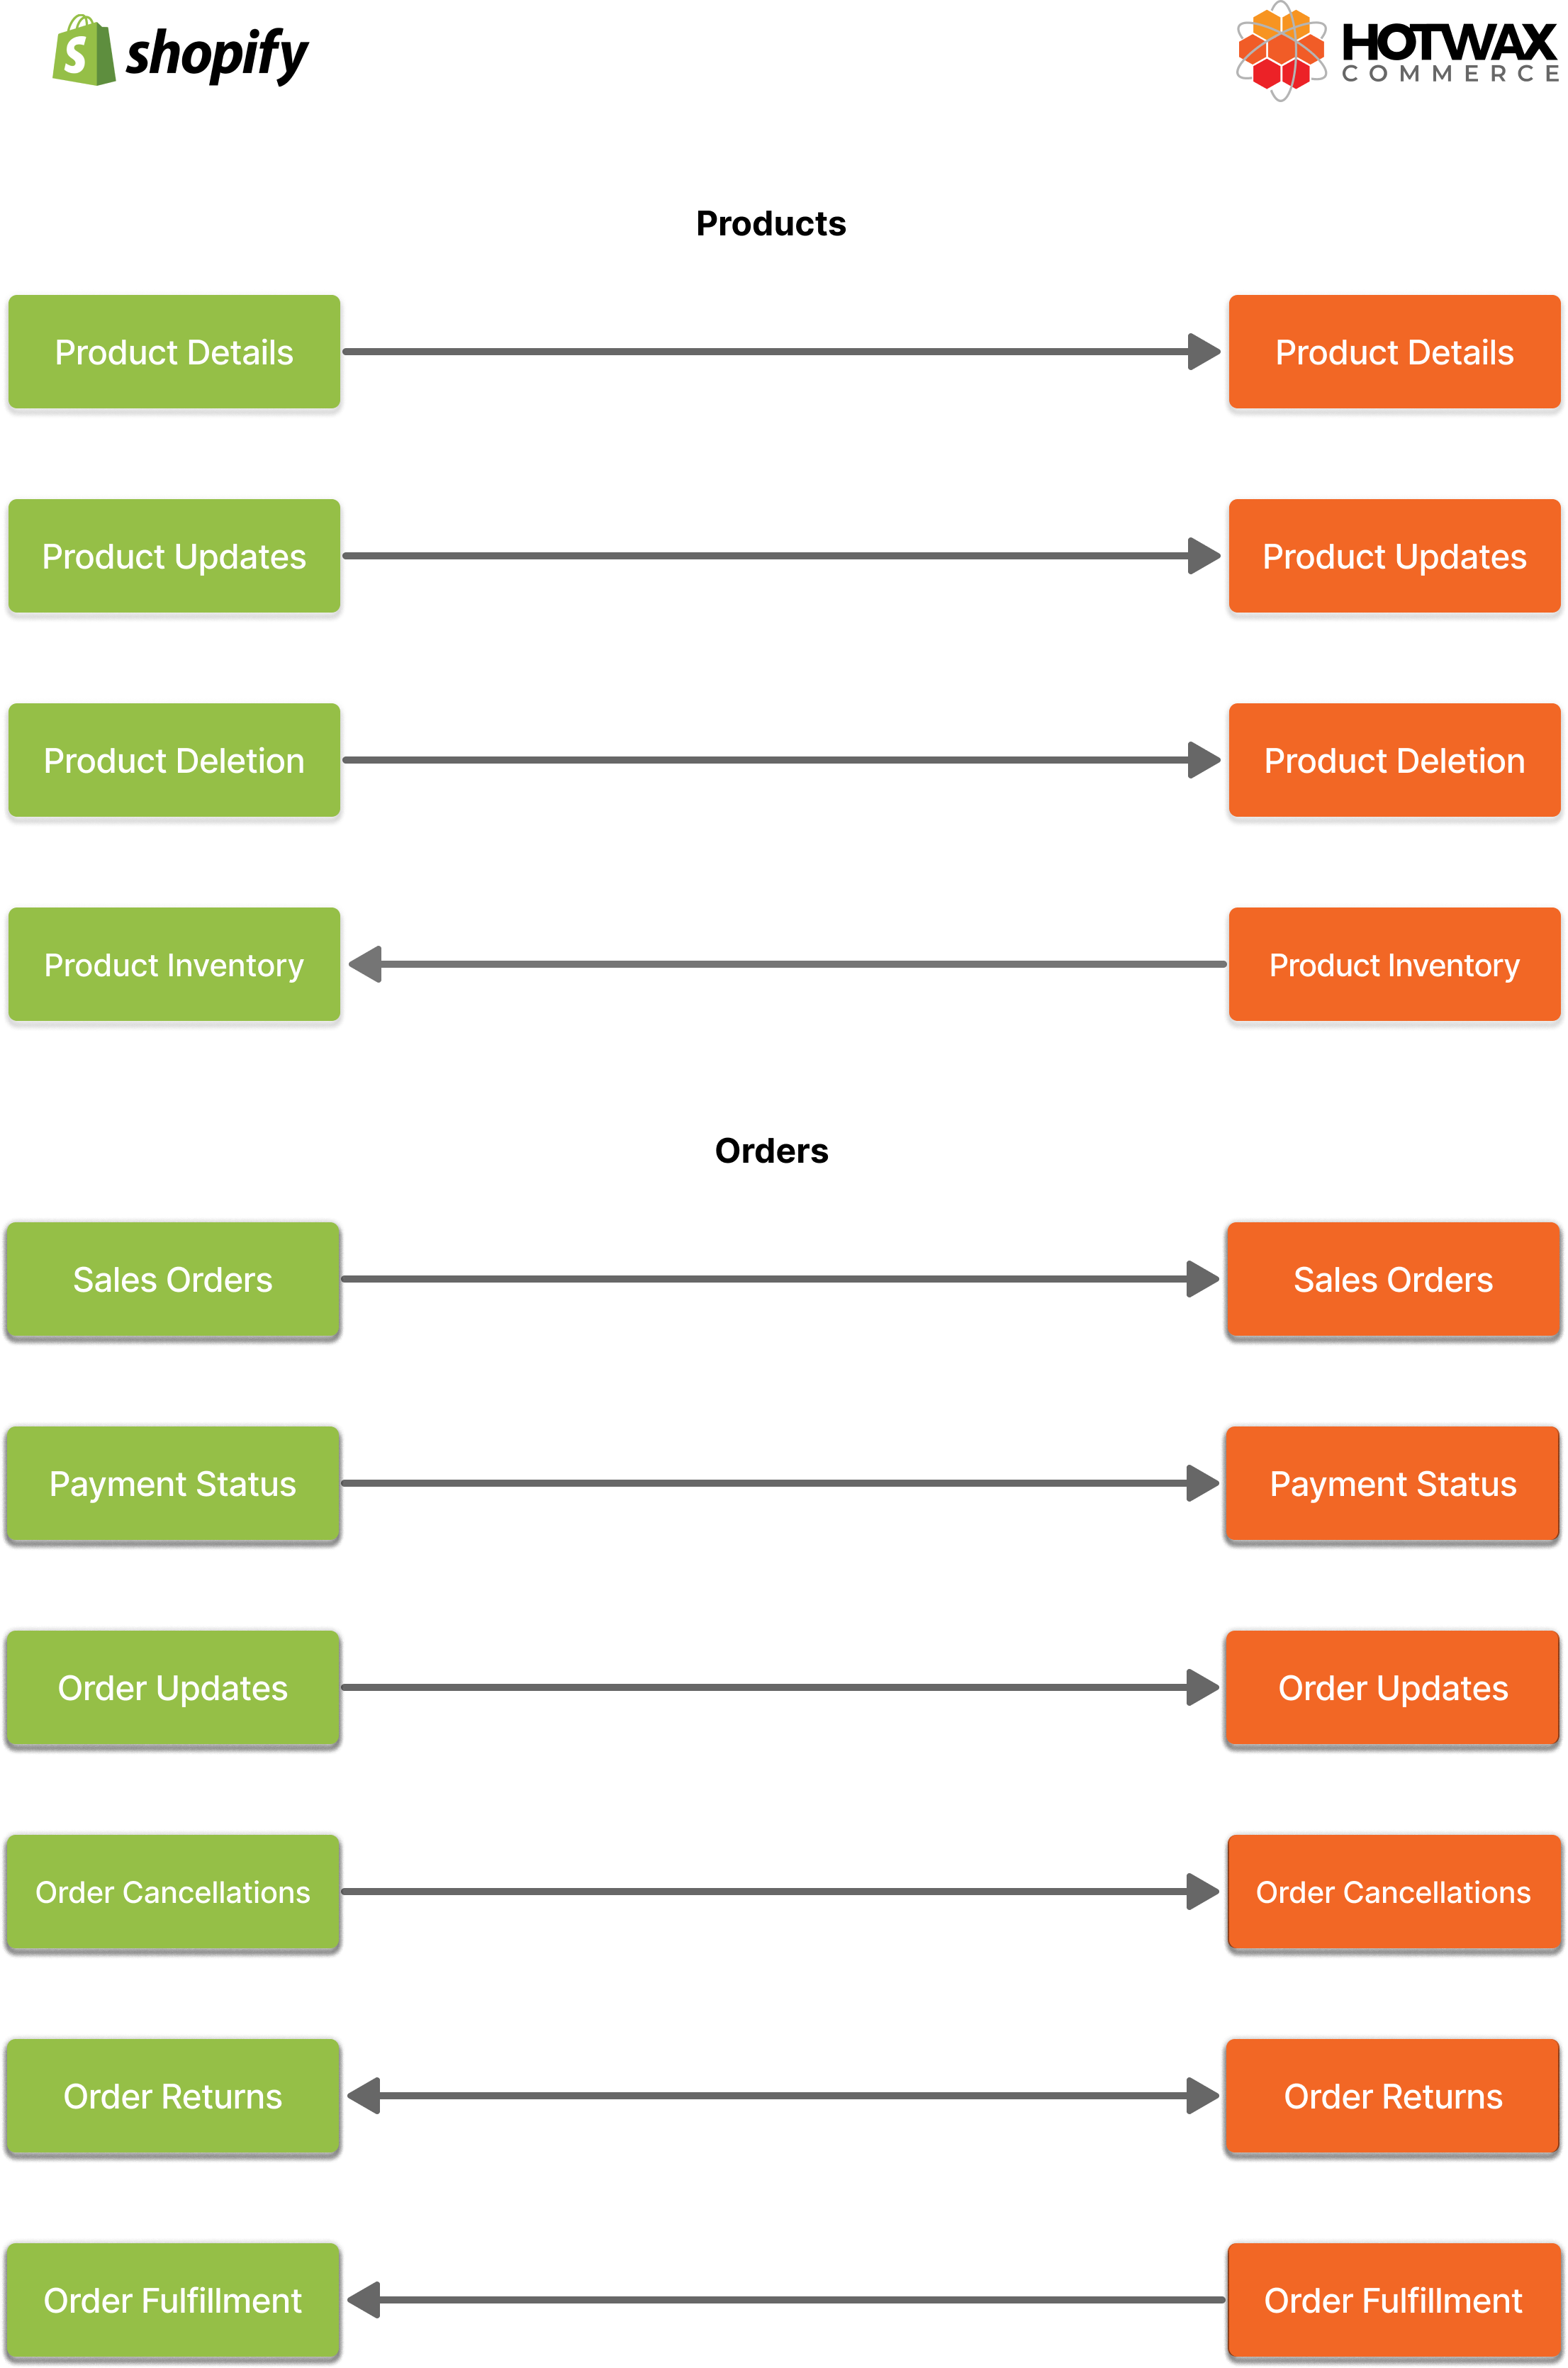 shopify
HOTWAX
COMMERCE
Products
Product Details
Product Details
Product Updates
Product Updates
Product Deletion
Product Deletion
Product Inventory
Product Inventory
Orders
Sales Orders
Sales Orders
Payment Status
Payment Status
Order Updates
Order Updates
Order Cancellations
Order Cancellations
Order Returns
Order Returns
Order Fulfillment
Order Fulfillment